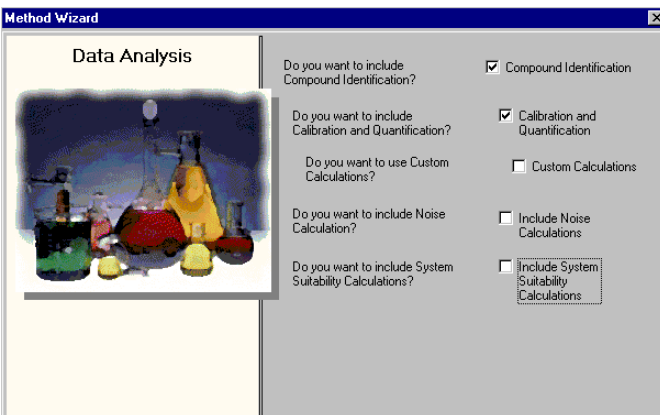 Method Wizard
Data Analysis
Do you want to include
Compound Identification?
Compound Identification
Do you want to include
Calibration and Quantification?
Calibration and
Quantification
Do you want to use Custom
Calculations?
Custom Calculations
Do you want to include Noise
Calculation?
Include Noise
Calculations
Do you want to include System
Suitability Calculations?
Include System
Suitability
Calculations